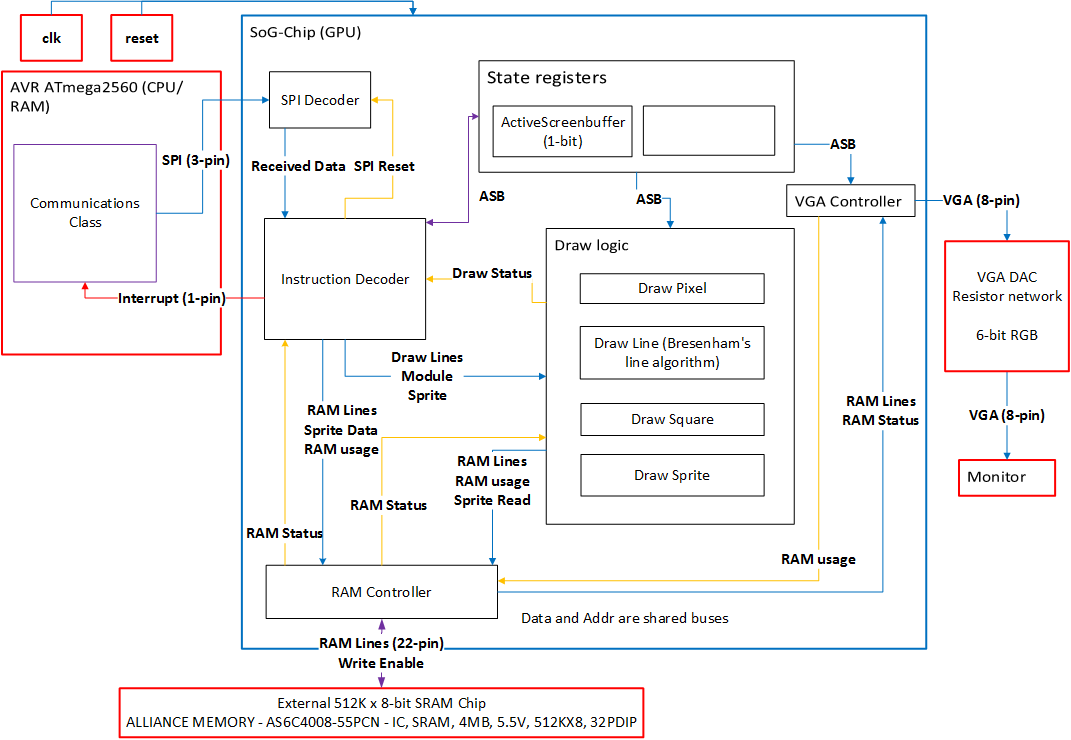 clk
reset
SoG-Chip (GPU)
AVR ATmega2560 (CPU/
RAM)
SPI Decoder
State registers
ActiveScreenbuffer
(1-bit)
ASB
SPI (3-pin)
Received Data
SPI Reset
Communications
Class
ASB
ASB
VGA Controller
VGA (8-pin)
Draw logic
Instruction Decoder
Draw Status
Draw Pixel
VGA DAC
Resistor network
6-bit RGB
Interrupt (1-pin)
Draw Line (Bresenham's
line algorithm)
Draw Lines
Module
Sprite
RAM Lines
Sprite Data
RAM usage
RAM Lines
RAM Status
VGA (8-pin)
Draw Square
RAM Lines
RAM usage
Sprite Read
Draw Sprite
Monitor
RAM Status
RAM Status
RAM usage
RAM Controller
Data and Addr are shared buses
RAM Lines (22-pin)
Write Enable
External 512K x 8-bit SRAM Chip
ALLIANCE MEMORY - AS6C4008-55PCN - IC, SRAM, 4MB, 5.5V, 512KX8, 32PDIP